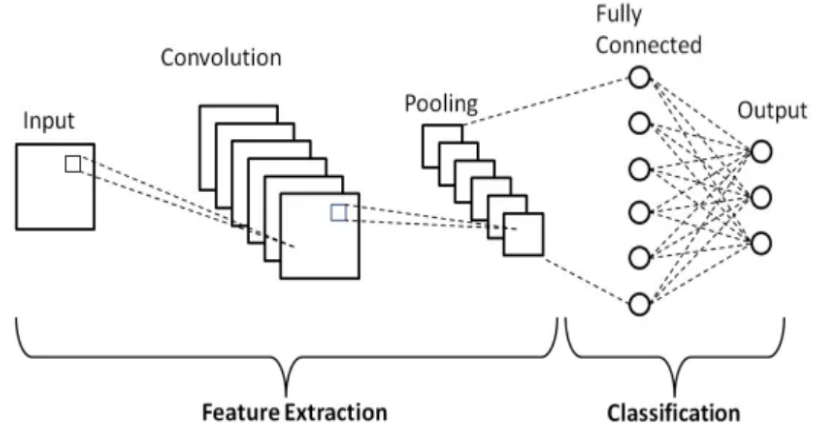 Fully
Connected
Convolution
Pooling
Output
Input
Feature Extraction
Classification